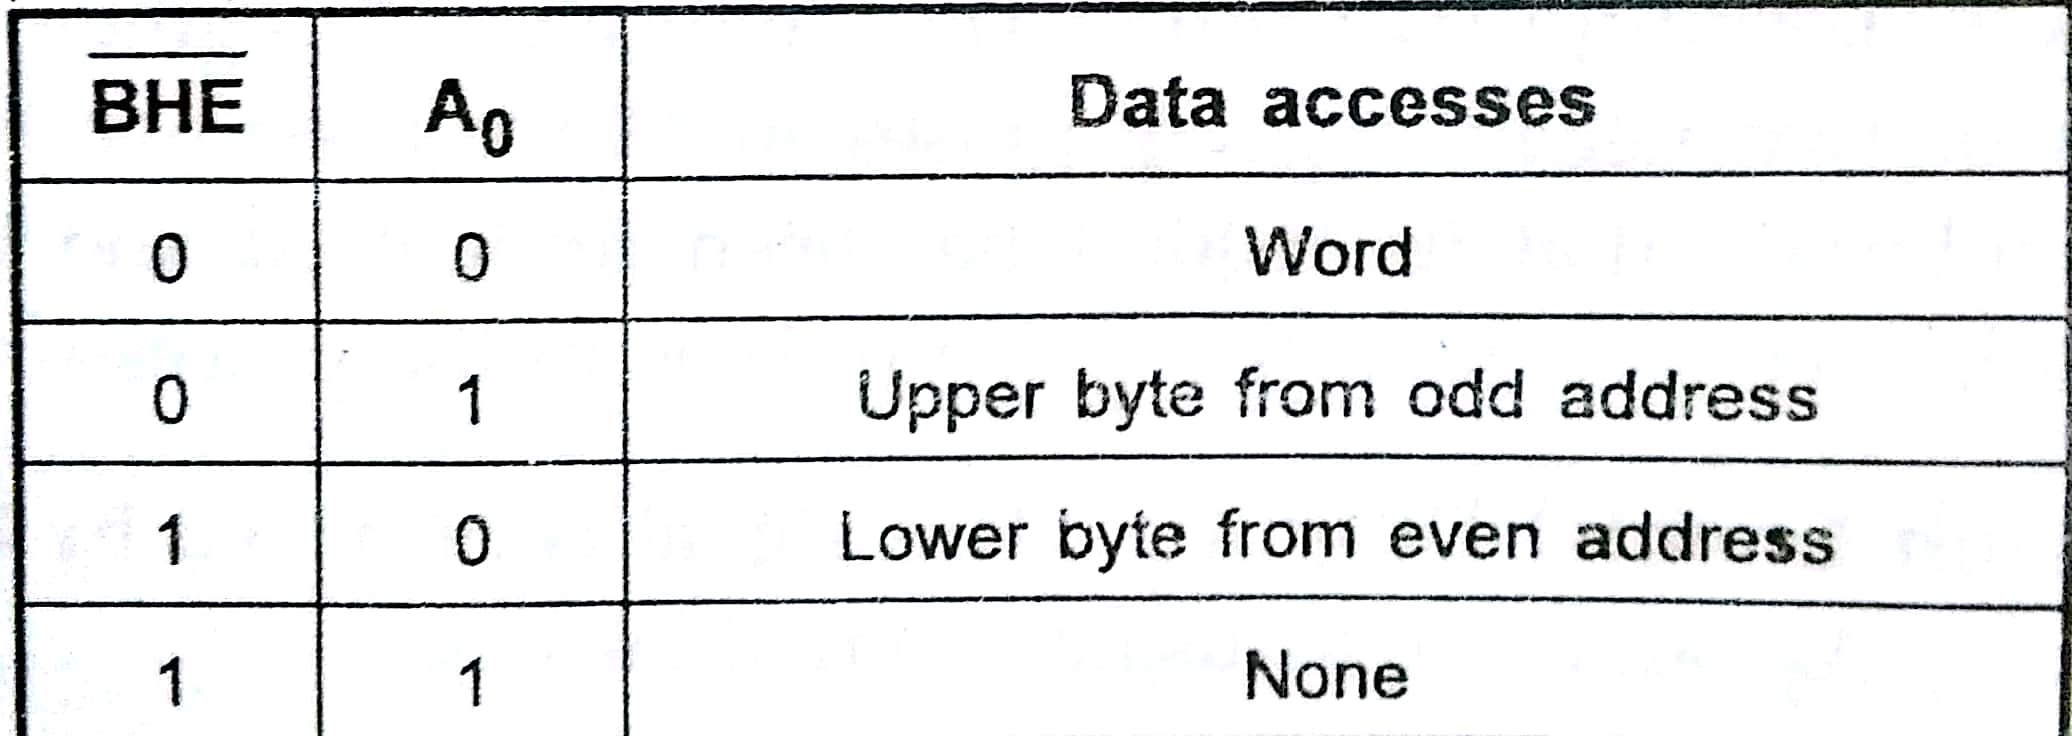 B̅H̅E̅ A₀ Data accesses
0 0 Word
0 1 Upper byte from odd address
1 0 Lower byte from even address
1 1 None